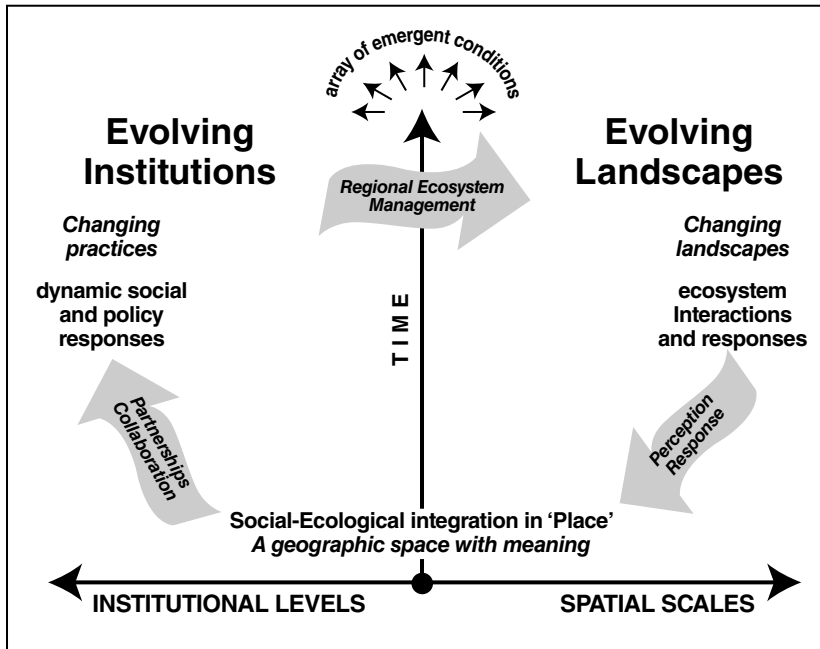 array of emergent conditions
Evolving
Institutions
Evolving
Landscapes
Regional Ecosystem
Management
Changing
practices
Changing
landscapes
dynamic social
and policy
responses
ecosystem
Interactions
and responses
TIME
Partnerships
Collaboration
Perception
Response
Social-Ecological integration in ‘Place’
A geographic space with meaning
INSTITUTIONAL LEVELS
SPATIAL SCALES